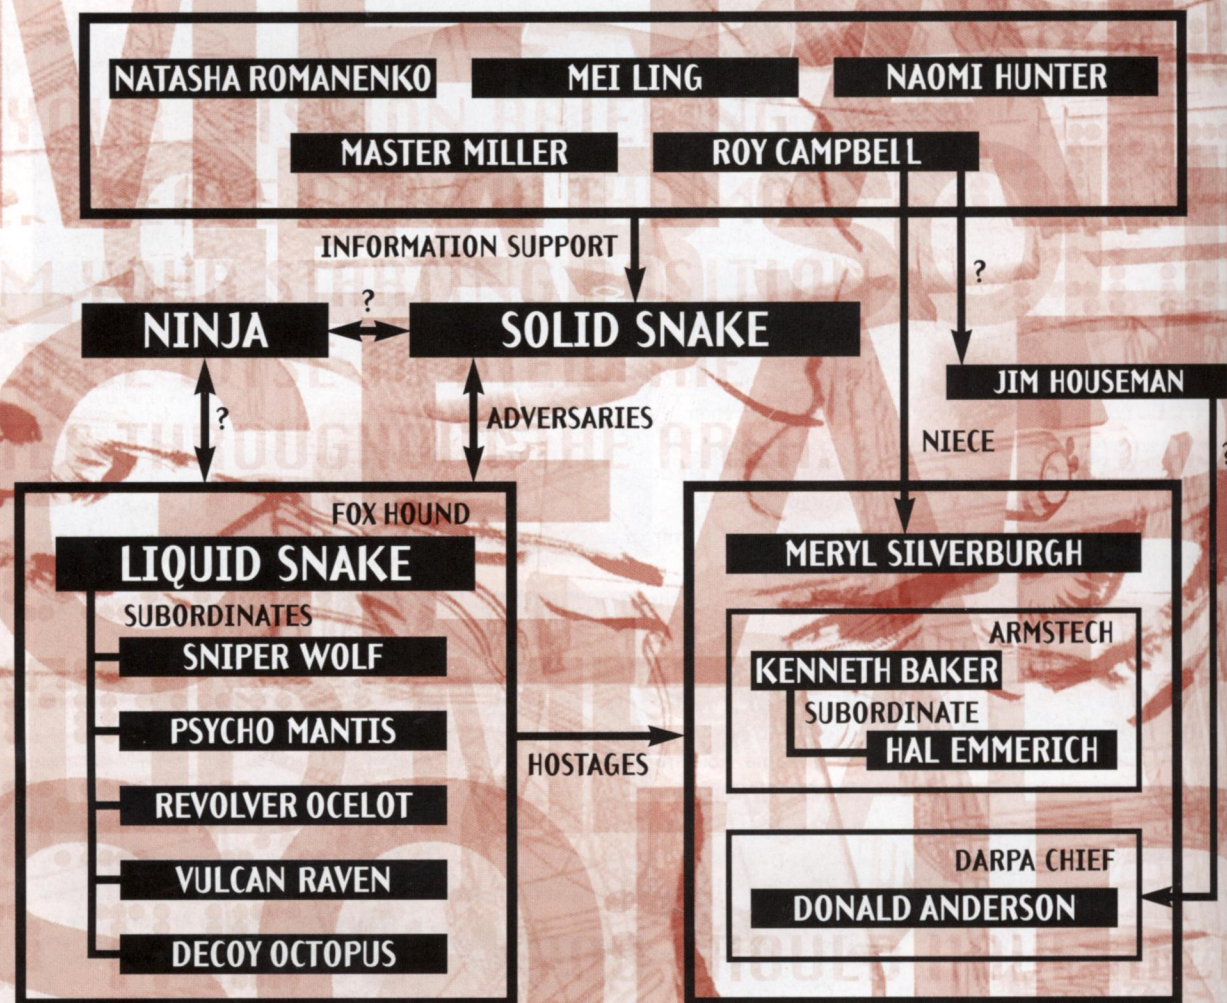 NATASHA ROMANENKO
MEI LING
NAOMI HUNTER
MASTER MILLER
ROY CAMPBELL
INFORMATION SUPPORT
?
?
NINJA
SOLID SNAKE
JIM HOUSEMAN
?
ADVERSARIES
NIECE
?
FOX HOUND
LIQUID SNAKE
SUBORDINATES
SNIPER WOLF
PSYCHO MANTIS
REVOLVER OCELOT
VULCAN RAVEN
DECOY OCTOPUS
HOSTAGES
MERYL SILVERBURGH
ARMSTECH
KENNETH BAKER
SUBORDINATE
HAL EMMERICH
DARPA CHIEF
DONALD ANDERSON